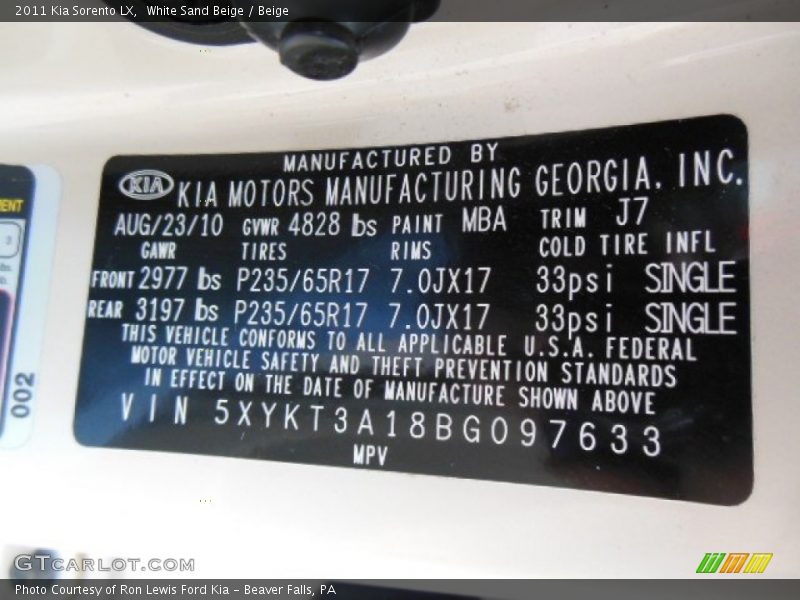 2011 Kia Sorento LX,  White Sand Beige / Beige
MANUFACTURED BY
KIA KIA MOTORS MANUFACTURING GEORGIA, INC.
AUG/23/10 GVWR 4828 lbs PAINT MBA TRIM J7
GAWR TIRES RIMS COLD TIRE INFL
FRONT 2977 lbs P235/65R17 7.0JX17 33psi SINGLE
REAR 3197 lbs P235/65R17 7.0JX17 33psi SINGLE
THIS VEHICLE CONFORMS TO ALL APPLICABLE U.S.A. FEDERAL
MOTOR VEHICLE SAFETY AND THEFT PREVENTION STANDARDS
IN EFFECT ON THE DATE OF MANUFACTURE SHOWN ABOVE
VIN 5XYKT3A18BG097633
MPV
002
GTCARLOT.COM
Photo Courtesy of Ron Lewis Ford Kia - Beaver Falls, PA